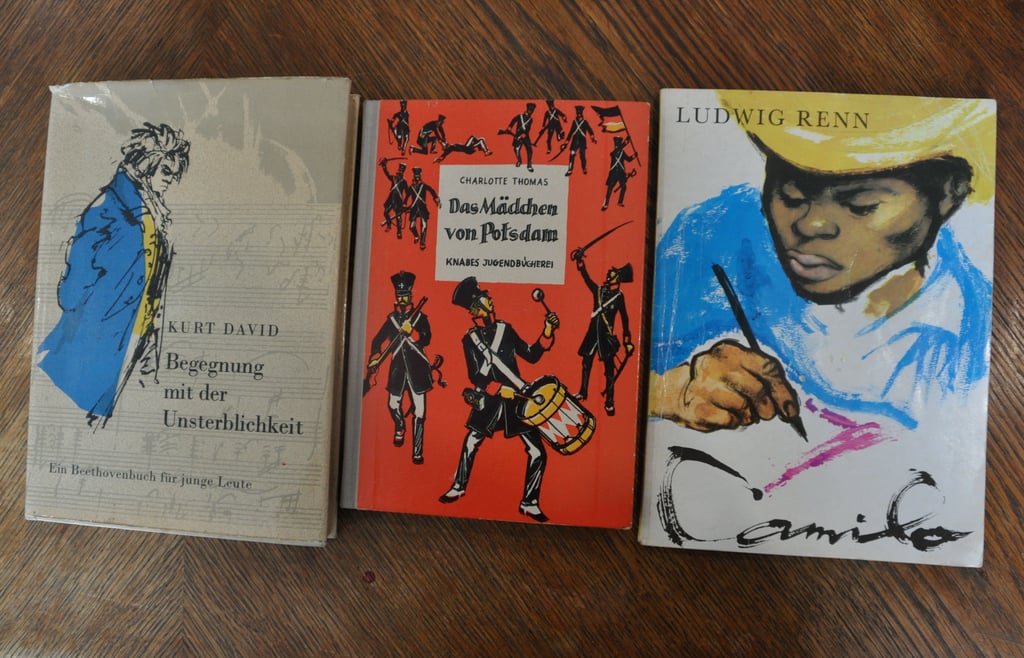 KURT DAVID
Begegnung
mit der
Unsterblichkeit
Ein Beethovenbuch für junge Leute
CHARLOTTE THOMAS
Das Mädchen
von Potsdam
KNABES JUGENDBÜCHEREI
LUDWIG RENN
Camilo